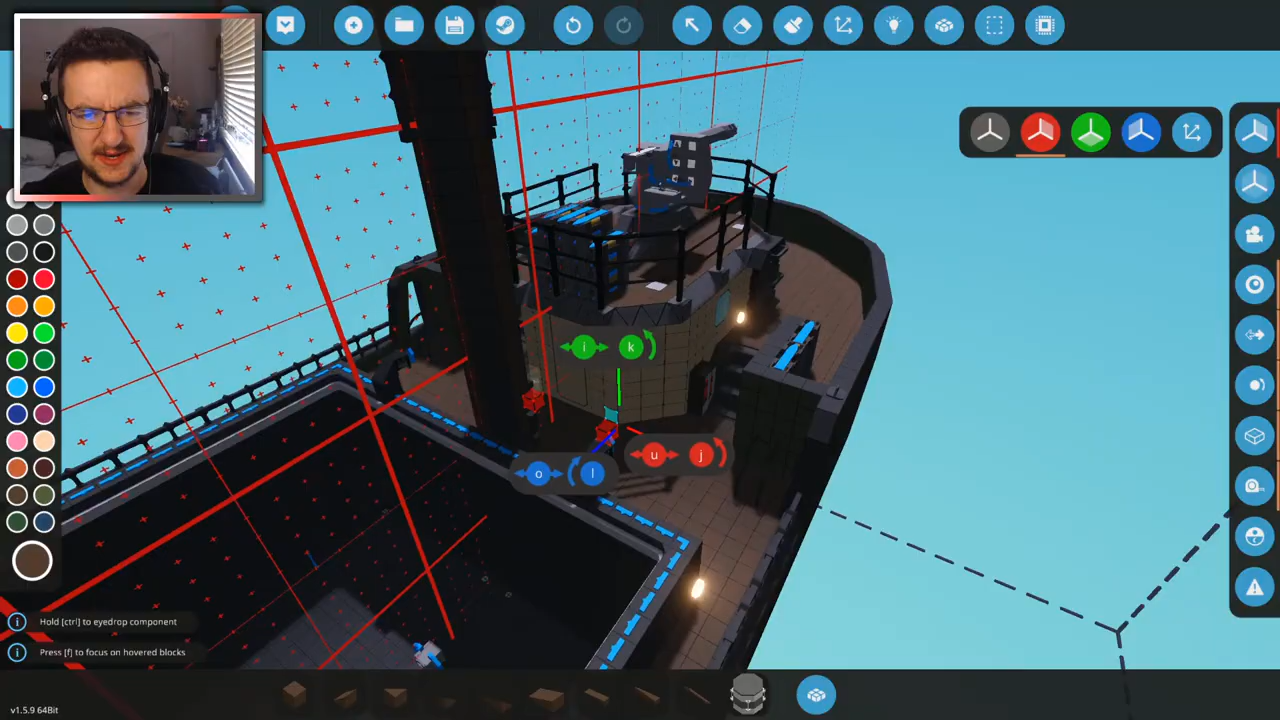 i k
u j
o l
Hold [ctrl] to eyedrop component
Press [f] to focus on hovered blocks
v1.5.9 64Bit